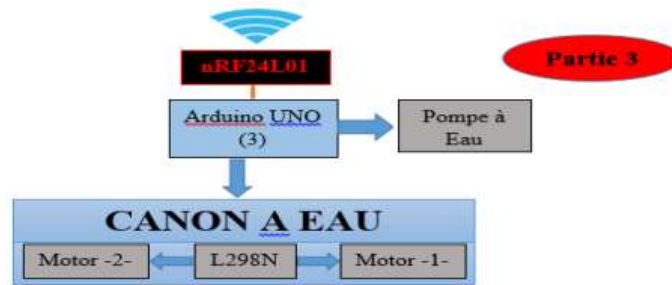 nRF24L01
Partie 3
Arduino UNO
(3)
Pompe à
Eau
CANON A EAU
Motor -2-
L298N
Motor -1-